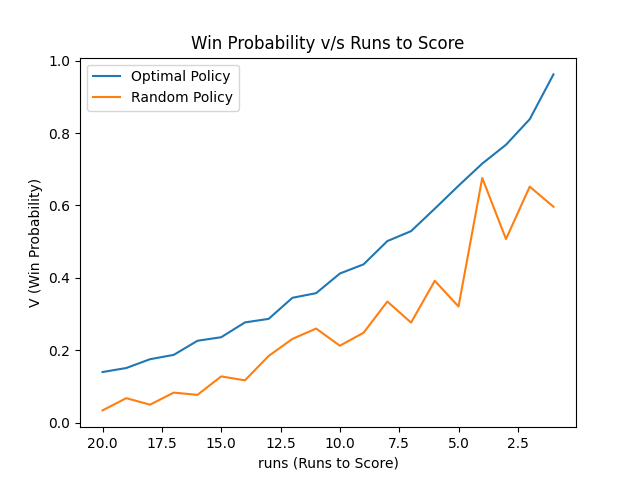 Win Probability v/s Runs to Score
Optimal Policy
Random Policy
V (Win Probability)
1.0
0.8
0.6
0.4
0.2
0.0
20.0 17.5 15.0 12.5 10.0 7.5 5.0 2.5
runs (Runs to Score)